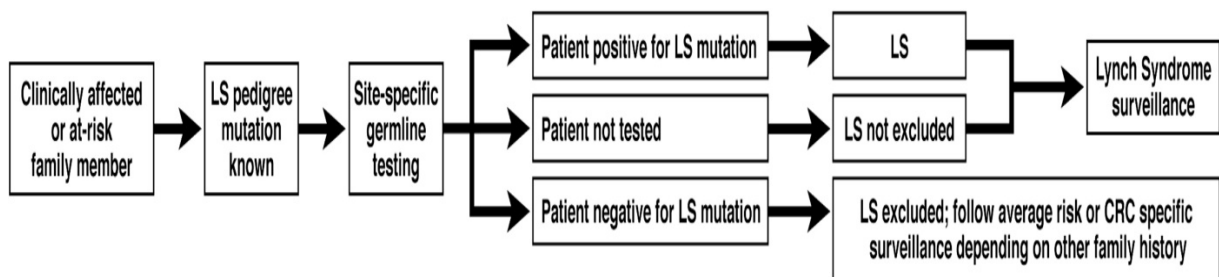 Clinically affected
or at-risk
family member
LS pedigree
mutation
known
Site-specific
germline
testing
Patient positive for LS mutation
LS
Patient not tested
LS not excluded
Lynch Syndrome
surveillance
Patient negative for LS mutation
LS excluded; follow average risk or CRC specific
surveillance depending on other family history